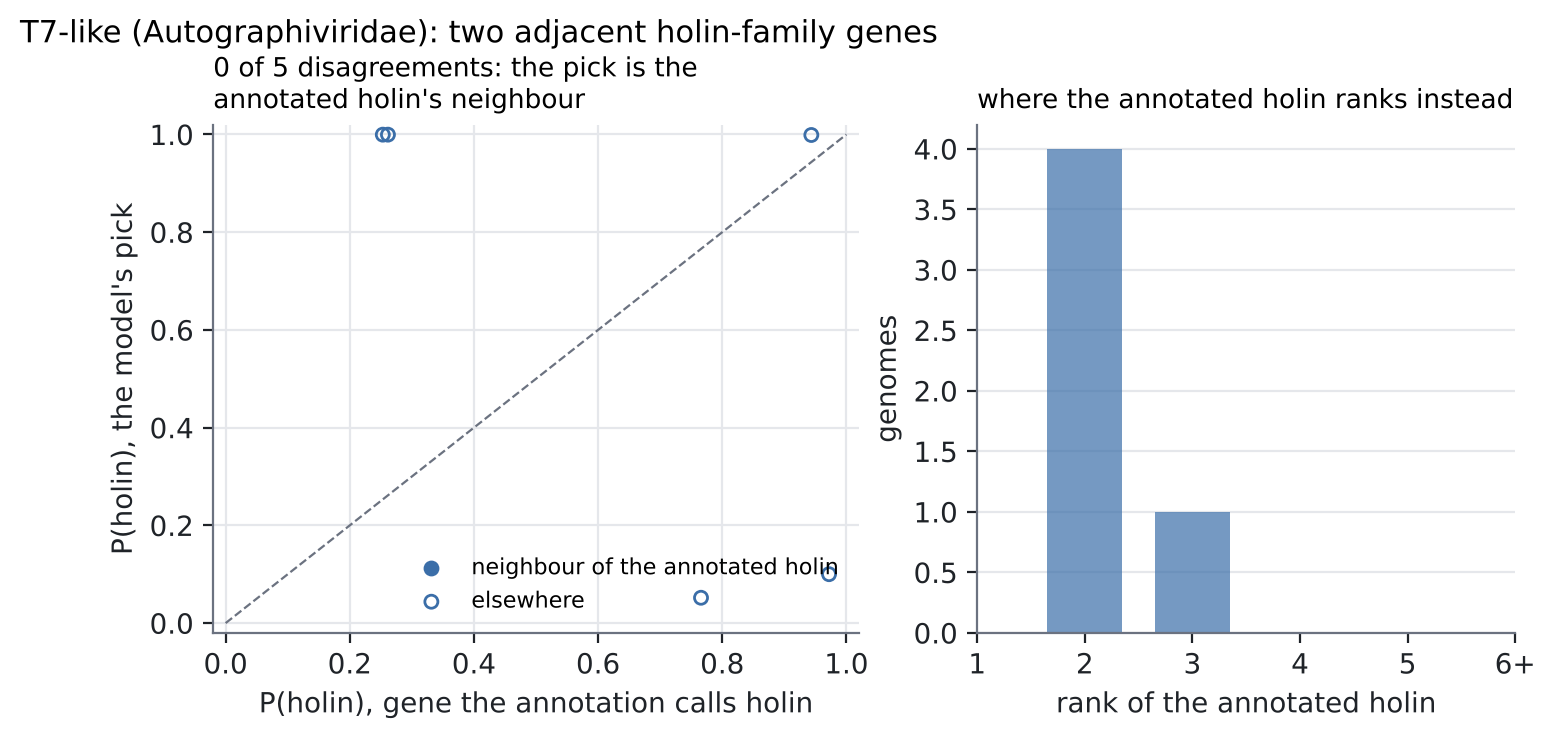 T7-like (Autographiviridae): two adjacent holin-family genes
0 of 5 disagreements: the pick is the
annotated holin's neighbour
1.0
0.8
0.6
0.4
0.2
0.0
P(holin), the model's pick
neighbour of the annotated holin
elsewhere
0.0 0.2 0.4 0.6 0.8 1.0
P(holin), gene the annotation calls holin
where the annotated holin ranks instead
4.0
3.5
3.0
2.5
2.0
1.5
1.0
0.5
0.0
genomes
1 2 3 4 5 6+
rank of the annotated holin